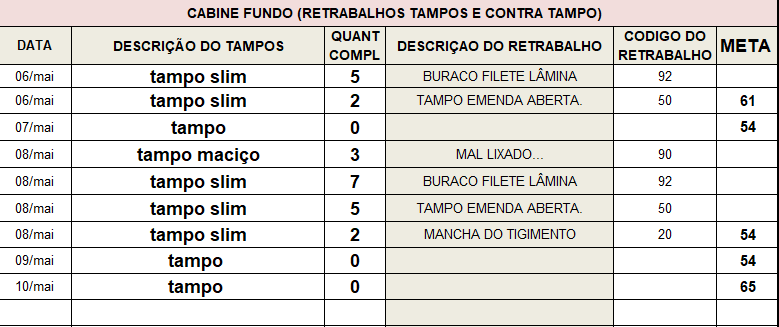 CABINE FUNDO (RETRABALHOS TAMPOS E CONTRA TAMPO)
DATA DESCRIÇÃO DO TAMPOS QUANT COMPL DESCRIÇAO DO RETRABALHO CODIGO DO RETRABALHO META
06/mai tampo slim 5 BURACO FILETE LÂMINA 92
06/mai tampo slim 2 TAMPO EMENDA ABERTA. 50 61
07/mai tampo 0 54
08/mai tampo maciço 3 MAL LIXADO... 90
08/mai tampo slim 7 BURACO FILETE LÂMINA 92
08/mai tampo slim 5 TAMPO EMENDA ABERTA. 50
08/mai tampo slim 2 MANCHA DO TIGIMENTO 20 54
09/mai tampo 0 54
10/mai tampo 0 65